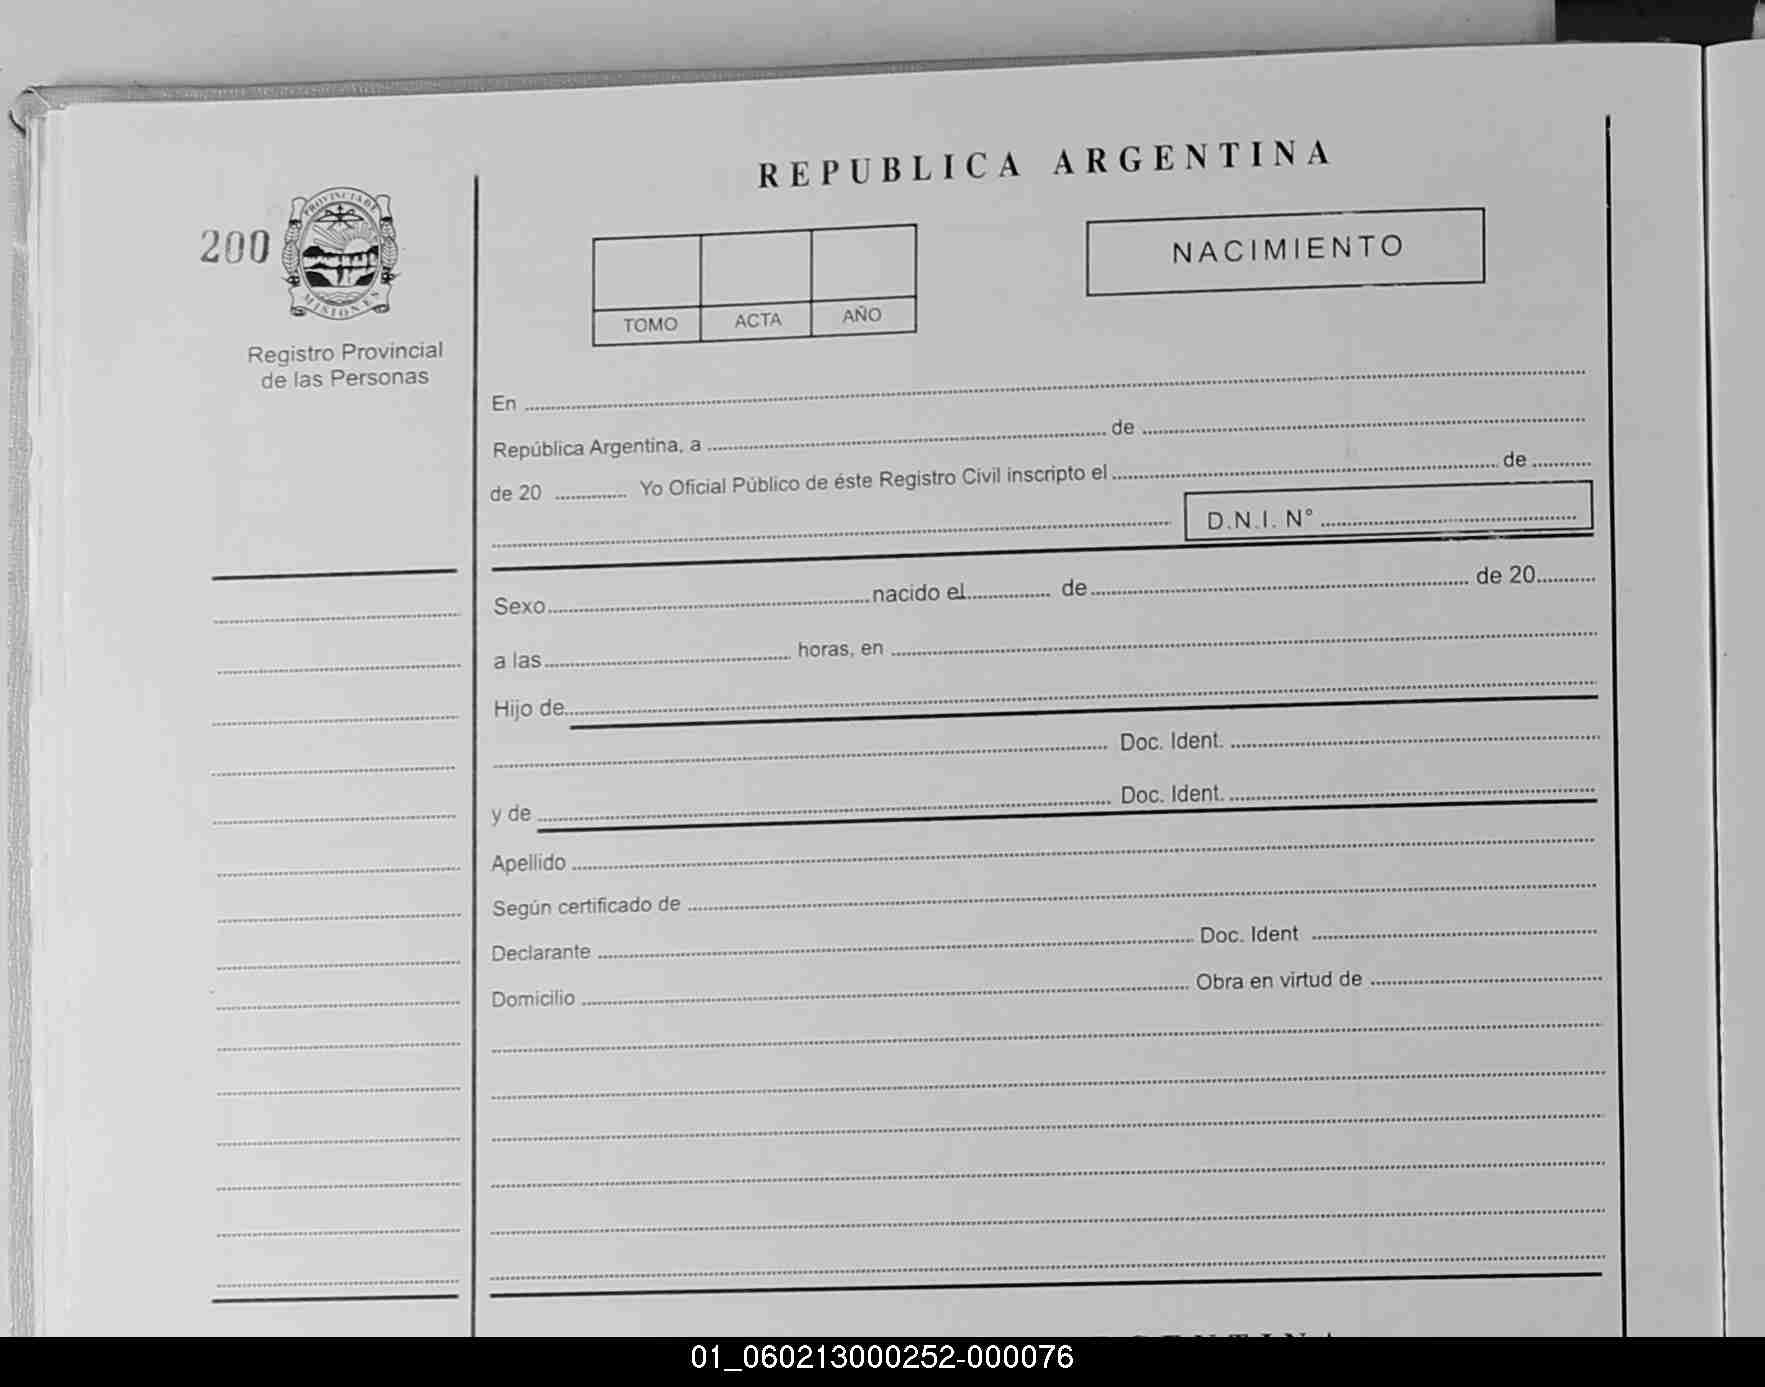 REPUBLICA ARGENTINA
200
PROVINCIA DE
MISIONES
Registro Provincial
de las Personas
TOMO ACTA AÑO
NACIMIENTO
En
República Argentina, a de
de 20 Yo Oficial Público de éste Registro Civil inscripto el de
D.N.I. N°
Sexo nacido el de de 20
a las horas, en
Hijo de
Doc. Ident.
y de Doc. Ident.
Apellido
Según certificado de
Declarante Doc. Ident
Domicilio Obra en virtud de
01_060213000252-000076